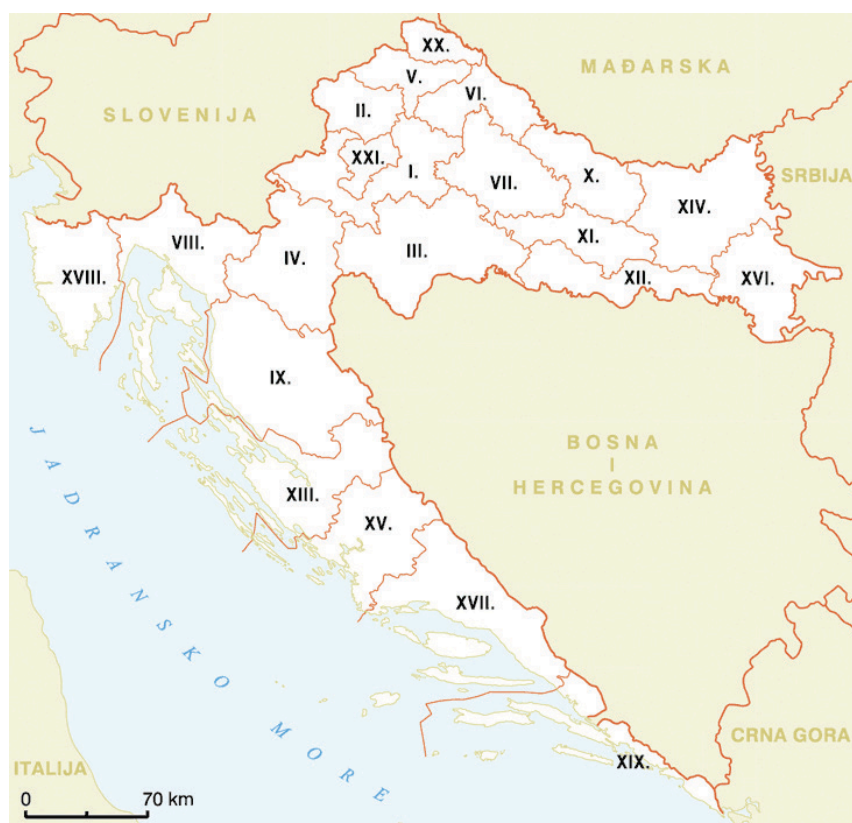 XX.
MAĐARSKA
V.
VI.
II.
SLOVENIJA
XXI.
I.
VII.
X.
SRBIJA
XIV.
VIII.
IV.
III.
XI.
XII.
XVI.
XVIII.
IX.
BOSNA
I
HERCEGOVINA
XIII.
XV.
XVII.
JADRANSKO MORE
CRNA GORA
XIX.
ITALIJA
0 70 km